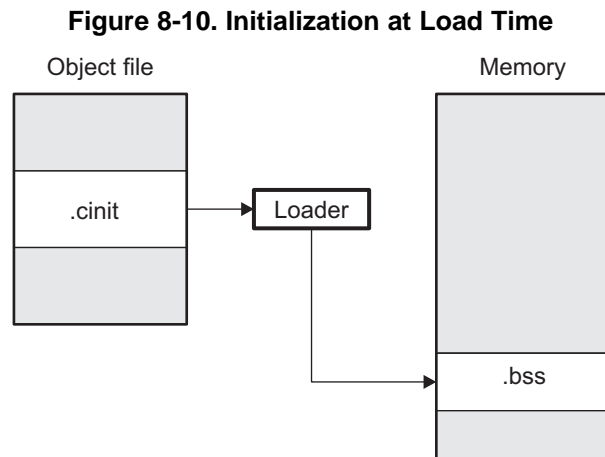 Figure 8-10. Initialization at Load Time
Object file
Memory
.cinit
Loader
.bss